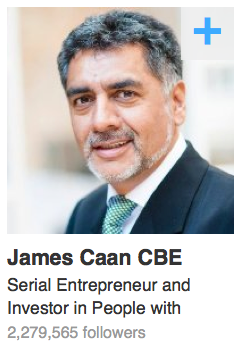 James Caan CBE
Serial Entrepreneur and
Investor in People with
2,279,565 followers